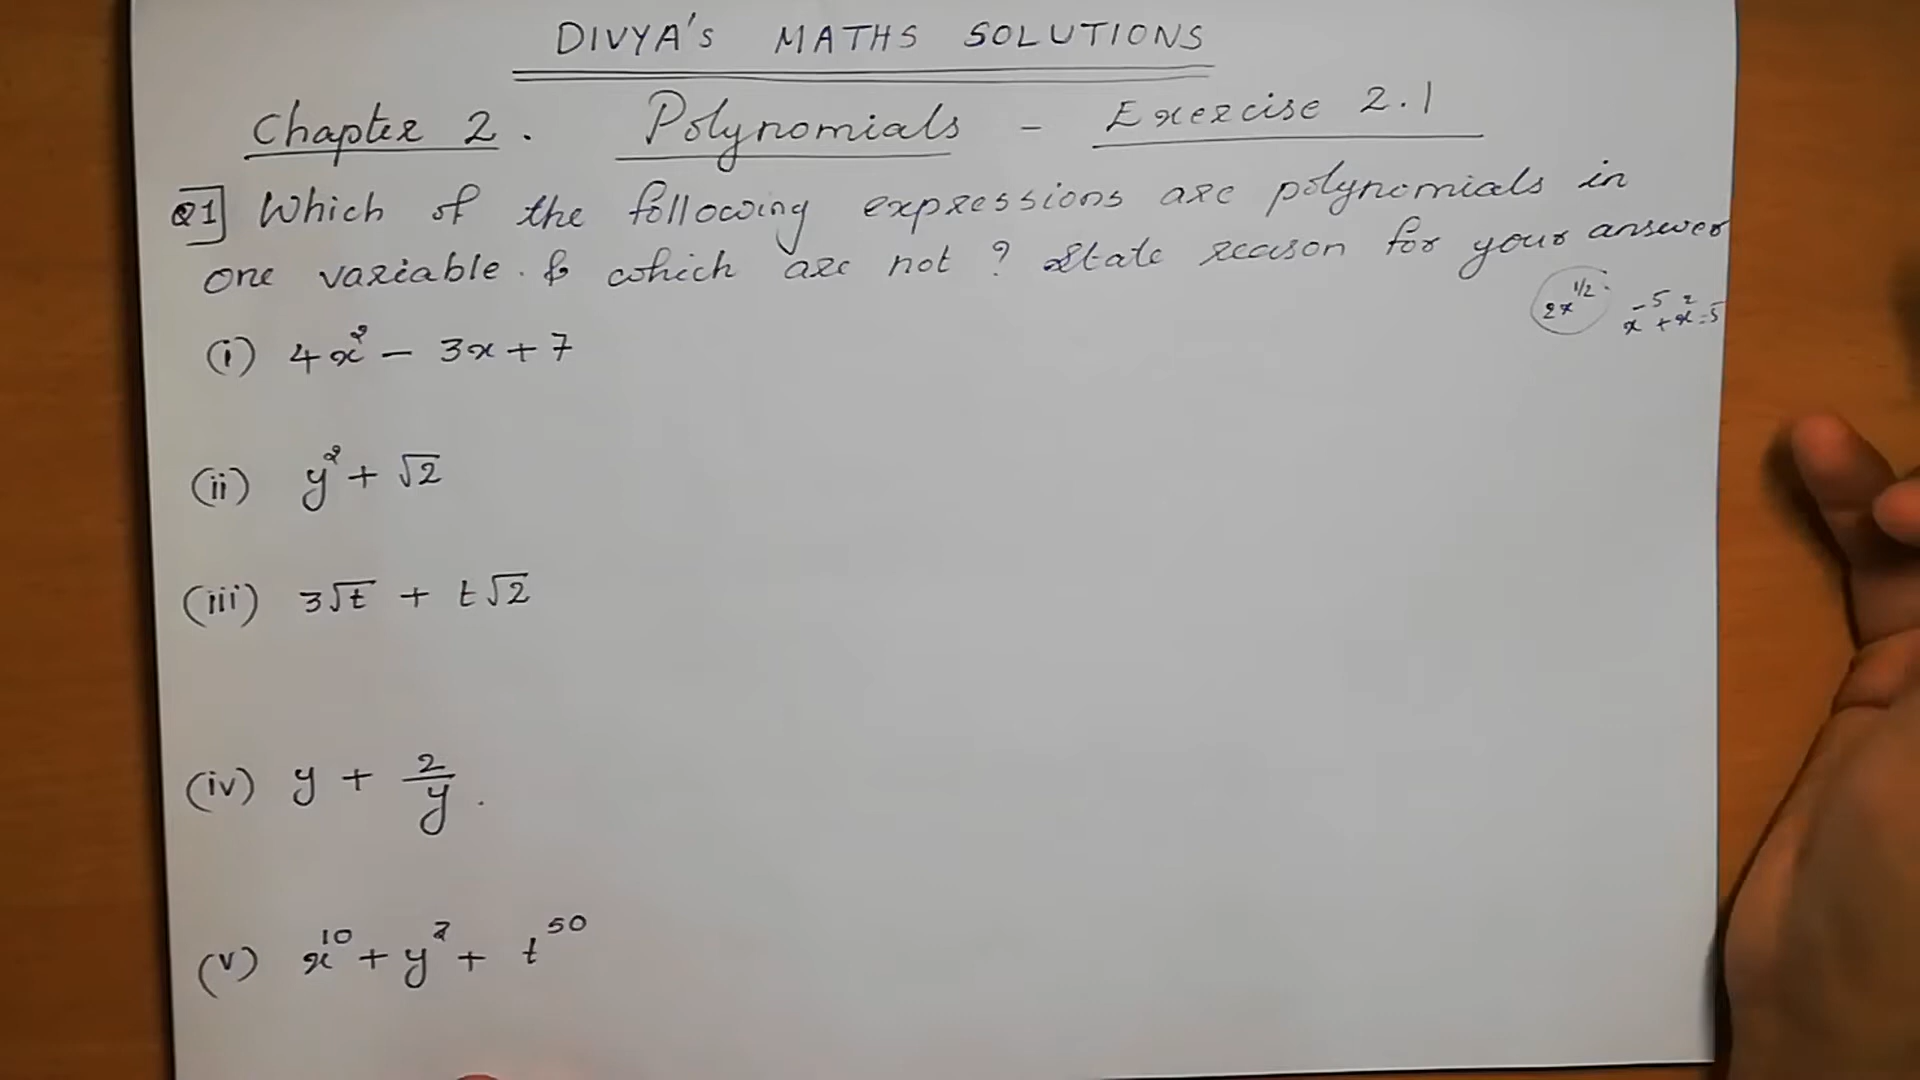 DIVYA's MATHS SOLUTIONS
Chapter 2. Polynomials - Exercise 2.1
Q1] Which of the following expressions are polynomials in
one variable. & which are not? State reason for your answer
2x^1/2 x^-5 + x^2 - 5
(i) 4x² - 3x + 7
(ii) y² + √2
(iii) 3√t + t√2
(iv) y + 2/y.
(v) x^10 + y^3 + t^50